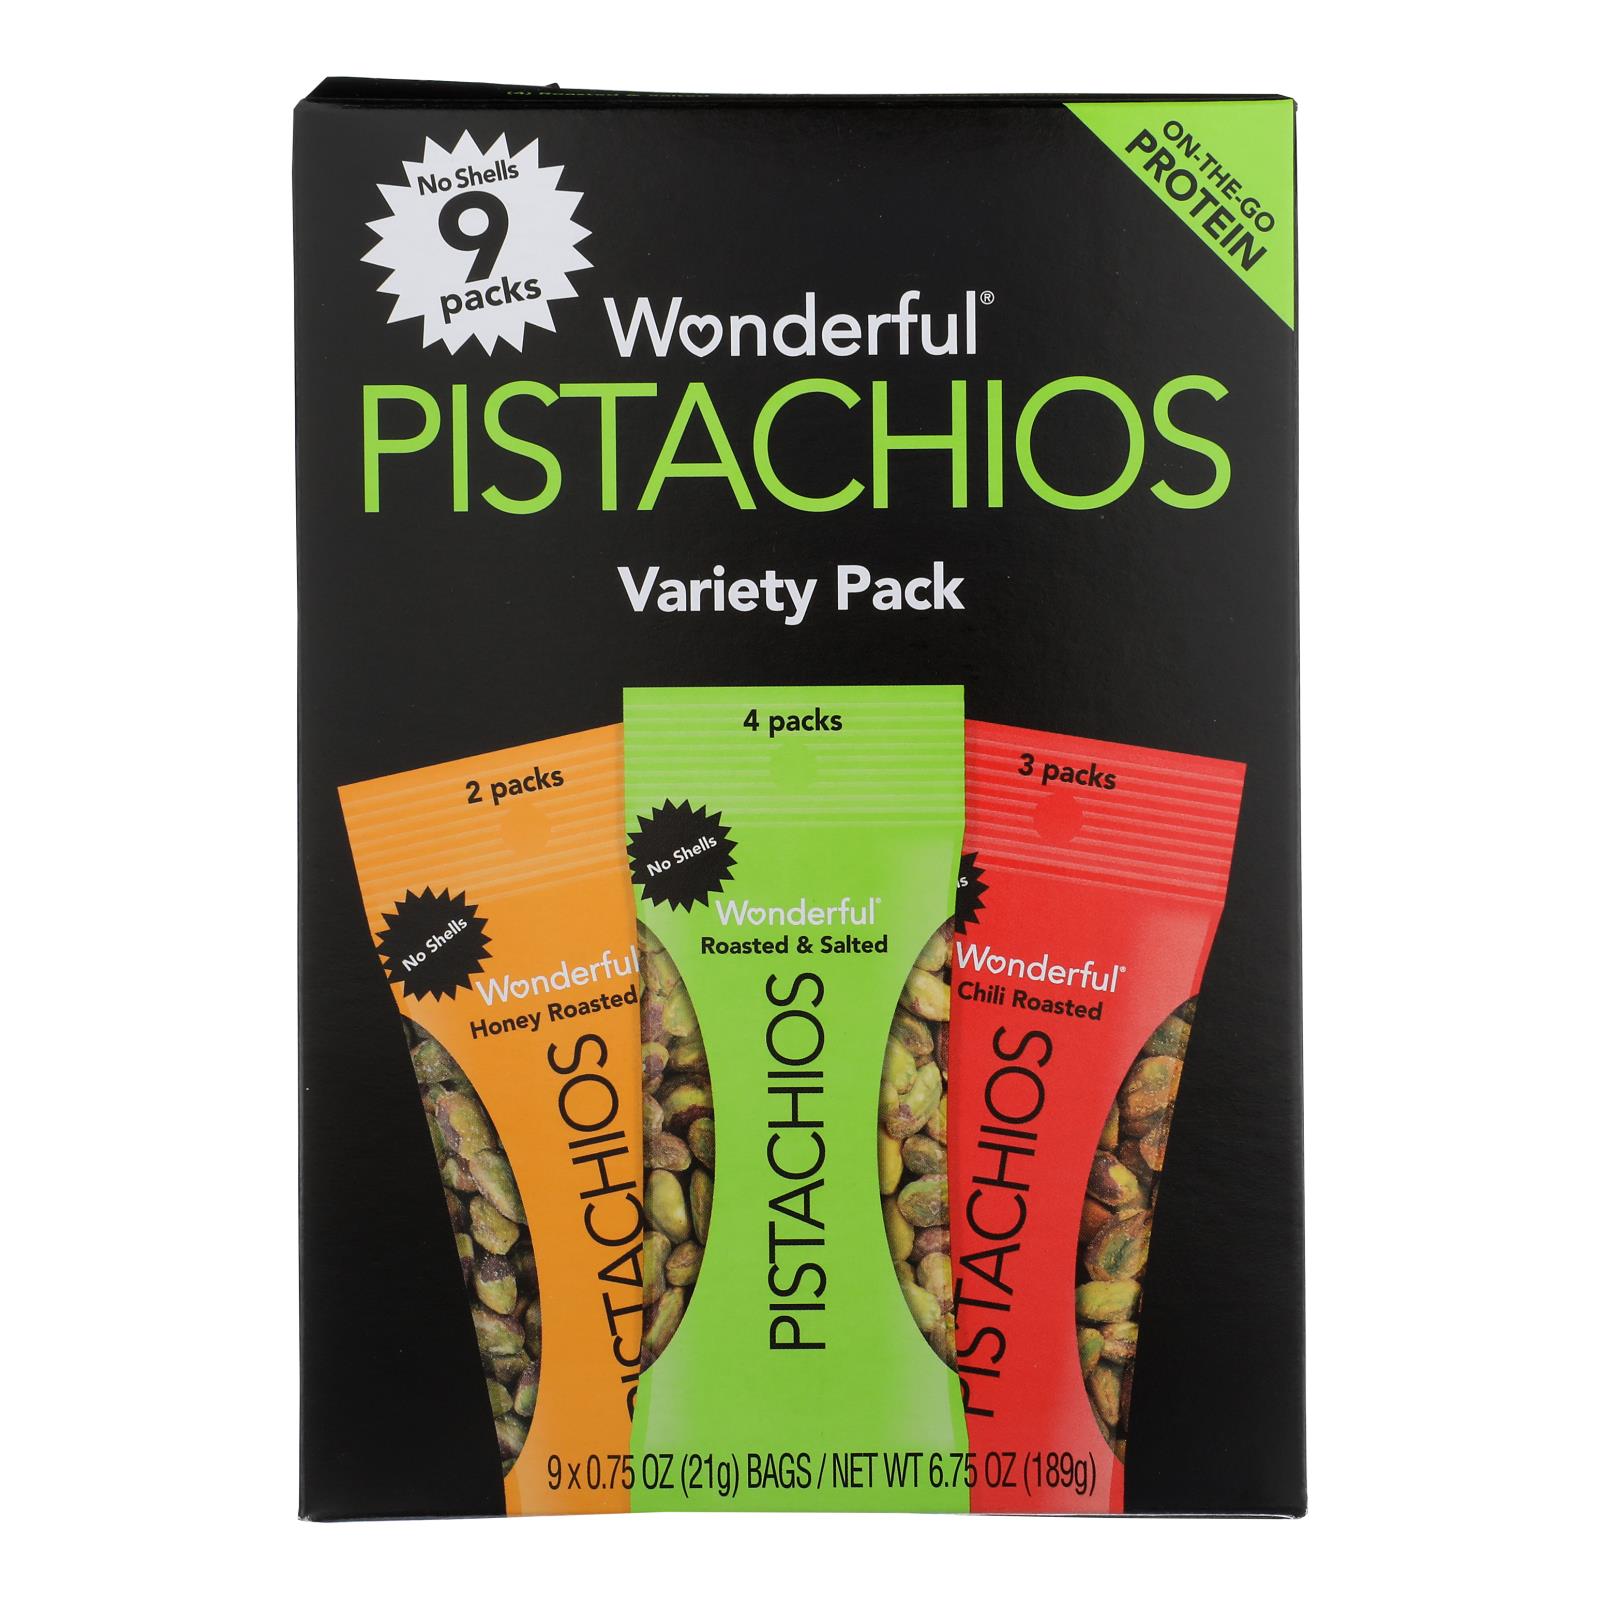 No Shells
9
packs
ON-THE-GO
PROTEIN
Wonderful®
PISTACHIOS
Variety Pack
2 packs
No Shells
Wonderful
Honey Roasted
PISTACHIOS
4 packs
No Shells
Wonderful®
Roasted & Salted
PISTACHIOS
3 packs
ls
Wonderful®
Chili Roasted
PISTACHIOS
9 x 0.75 OZ (21g) BAGS / NET WT 6.75 OZ (189g)